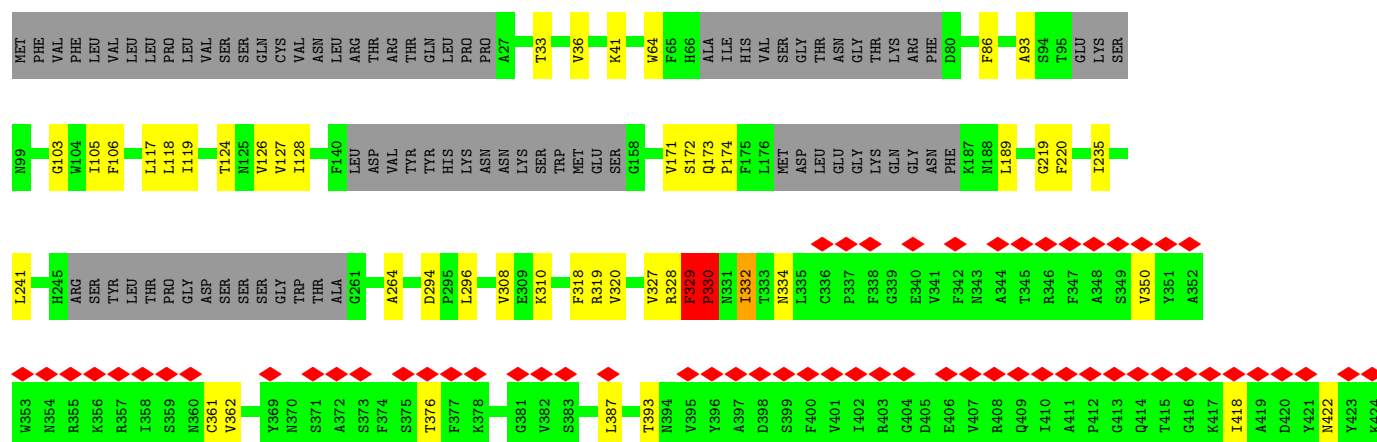 MET PHE VAL PHE LEU VAL LEU LEU PRO LEU VAL SER SER GLN CYS VAL ASN LEU ARG THR ARG THR GLN LEU PRO PRO A27 T33 V36 K41 W64 F65 H66 ALA ILE HIS VAL SER GLY THR ASN GLY THR LYS ARG PHE D80 F86 A93 S94 T95 GLU LYS SER
N99 G103 W104 I105 F106 L117 L118 I119 T124 N125 V126 V127 I128 F140 LEU ASP VAL TYR TYR HIS LYS ASN ASN LYS SER TRP MET GLU SER G158 V171 S172 Q173 P174 F175 L176 MET ASP LEU GLU GLY LYS GLN GLY ASN PHE K187 N188 L189 G219 F220 I235
L241 H245 ARG SER TYR LEU THR PRO GLY ASP SER SER SER GLY TRP THR ALA G261 A264 D294 P295 L296 V308 E309 K310 F318 R319 V320 V327 R328 F329 P330 N331 I332 T333 N334 L335 C336 P337 F338 G339 E340 V341 F342 N343 A344 T345 R346 F347 A348 S349 V350 Y351 A352
W353 N354 R355 K356 R357 I358 S359 N360 C361 V362 Y369 N370 S371 A372 S373 F374 S375 T376 F377 K378 G381 V382 S383 L387 T393 N394 V395 Y396 A397 D398 S399 F400 V401 I402 R403 G404 D405 E406 V407 R408 Q409 I410 A411 P412 G413 Q414 T415 G416 K417 I418 A419 D420 Y421 N422 Y423 K424